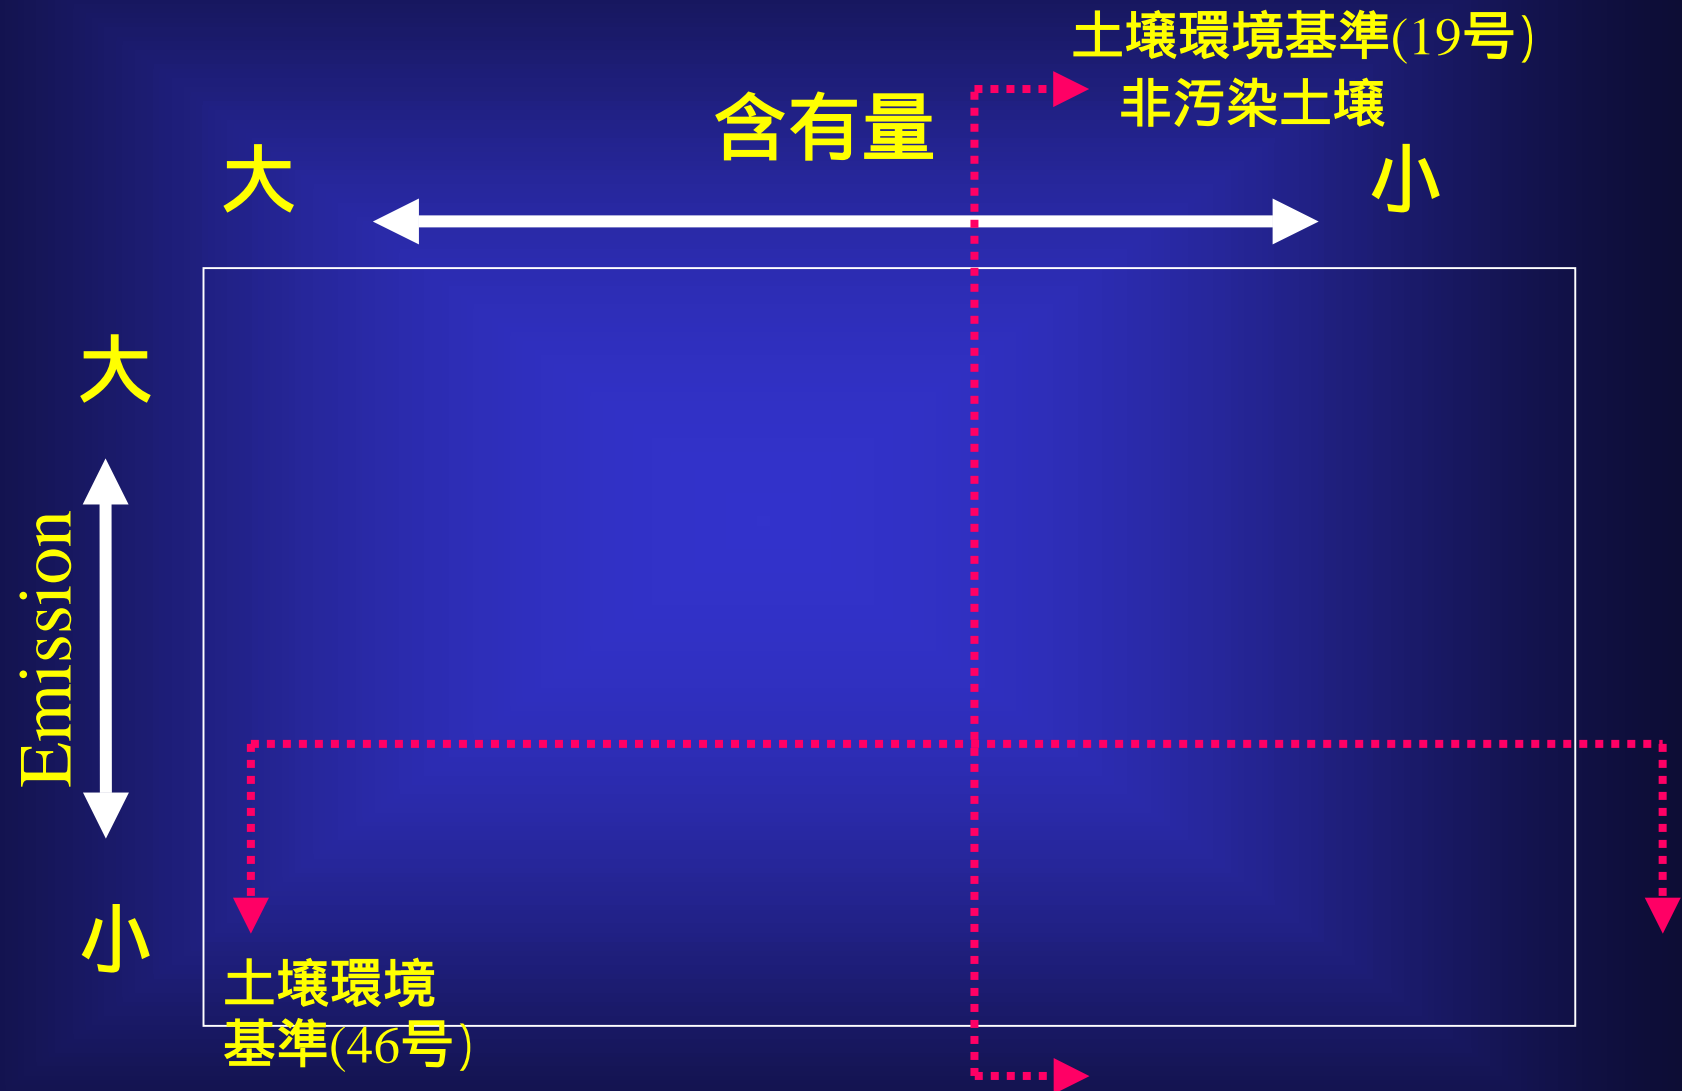 土壌環境基準(19号)
非汚染土壌
含有量
大
小
大
Emission
小
土壌環境
基準(46号)